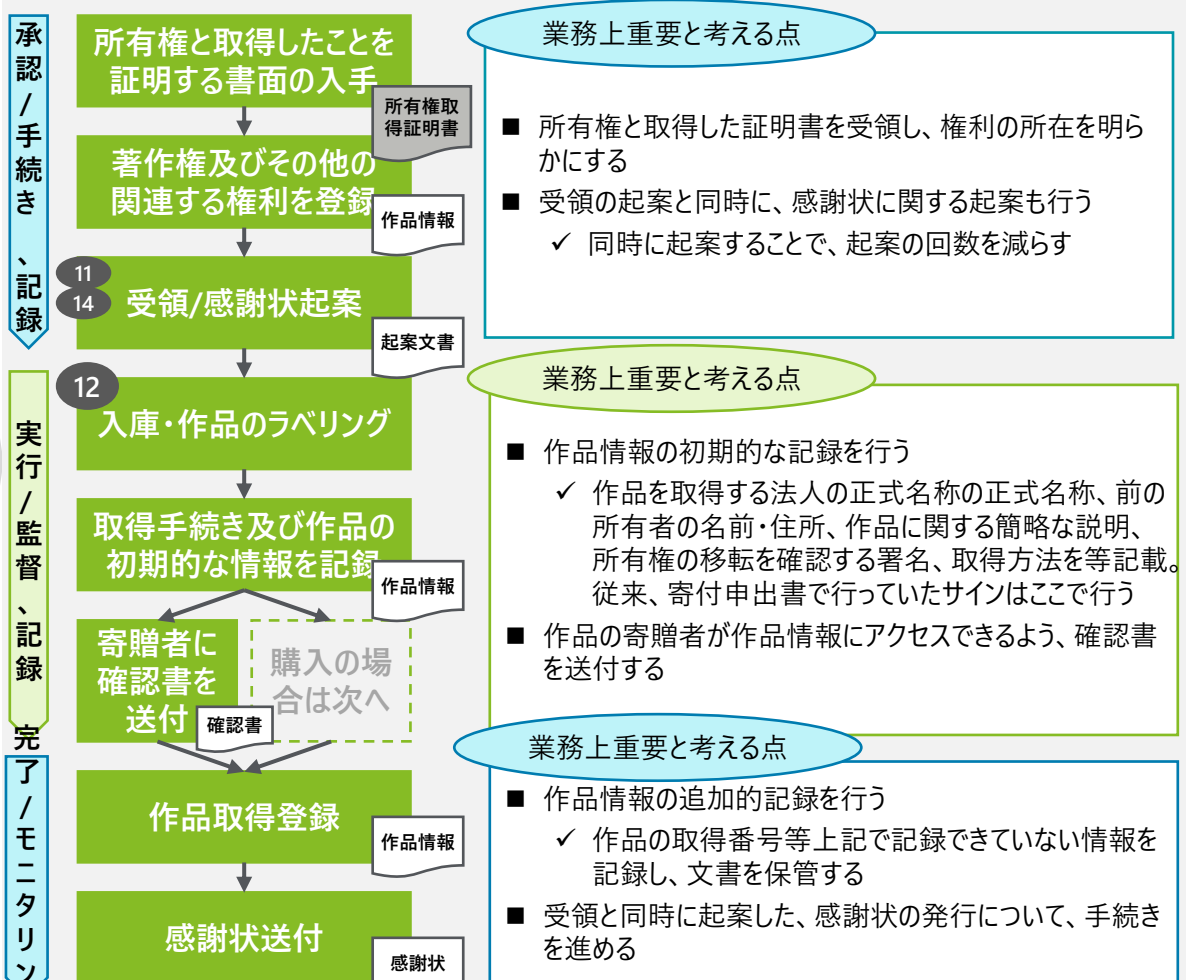 承認/手続き、記録
所有権と取得したことを
証明する書面の入手
所有権取
得証明書
著作権及びその他の
関連する権利を登録
作品情報
11
14
受領/感謝状起案
起案文書
業務上重要と考える点
■ 所有権と取得した証明書を受領し、権利の所在を明ら
かにする
■ 受領の起案と同時に、感謝状に関する起案も行う
✓ 同時に起案することで、起案の回数を減らす
実行/監督、記録
12
入庫・作品のラベリング
取得手続き及び作品の
初期的な情報を記録
作品情報
寄贈者に
確認書を
送付
確認書
購入の場
合は次へ
業務上重要と考える点
■ 作品情報の初期的な記録を行う
✓ 作品を取得する法人の正式名称の正式名称、前の
所有者の名前・住所、作品に関する簡略な説明、
所有権の移転を確認する署名、取得方法を等記載。
従来、寄付申出書で行っていたサインはここで行う
■ 作品の寄贈者が作品情報にアクセスできるよう、確認書
を送付する
完了/モニタリン
作品取得登録
作品情報
感謝状送付
感謝状
業務上重要と考える点
■ 作品情報の追加的記録を行う
✓ 作品の取得番号等上記で記録できていない情報を
記録し、文書を保管する
■ 受領と同時に起案した、感謝状の発行について、手続き
を進める